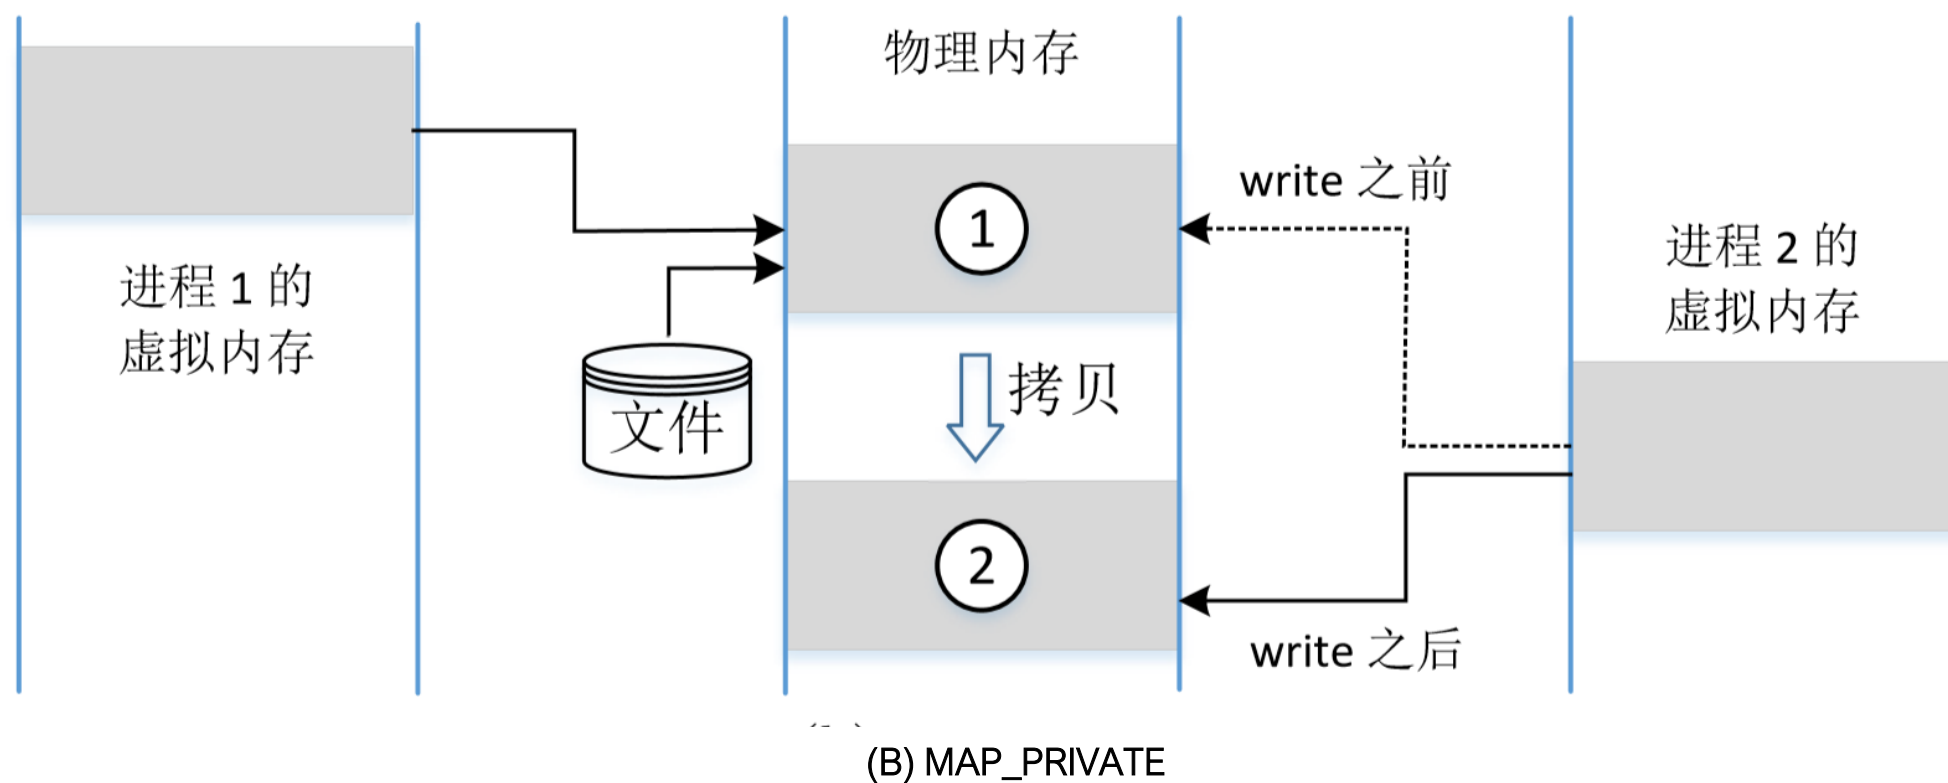 物理内存
进程 1 的
虚拟内存
1
write 之前
进程 2 的
虚拟内存
文件
拷贝
2
write 之后
(B) MAP_PRIVATE